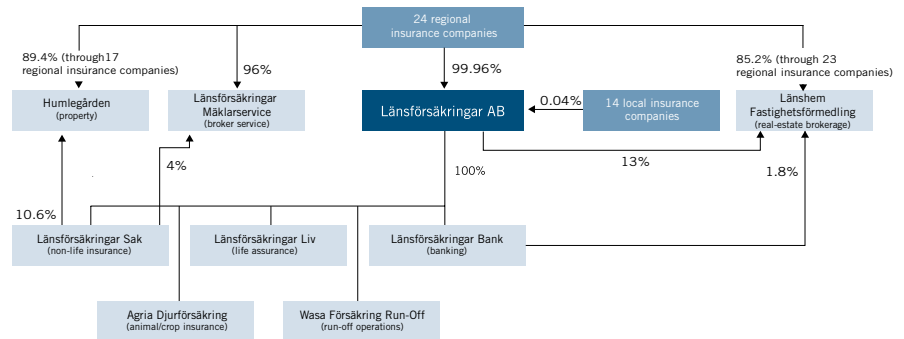 24 regional
insurance companies
89.4% (through17
regional insurance companies)
96%
99.96%
85.2% (through 23
regional insurance companies)
Humlegården
(property)
Länsförsäkringar
Mäklarservice
(broker service)
Länsförsäkringar AB
0.04%
14 local insurance
companies
Länshem
Fastighetsförmedling
(real-estate brokerage)
4%
100%
13%
1.8%
10.6%
Länsförsäkringar Sak
(non-life insurance)
Länsförsäkringar Liv
(life assurance)
Länsförsäkringar Bank
(banking)
Agria Djurförsäkring
(animal/crop insurance)
Wasa Försäkring Run-Off
(run-off operations)